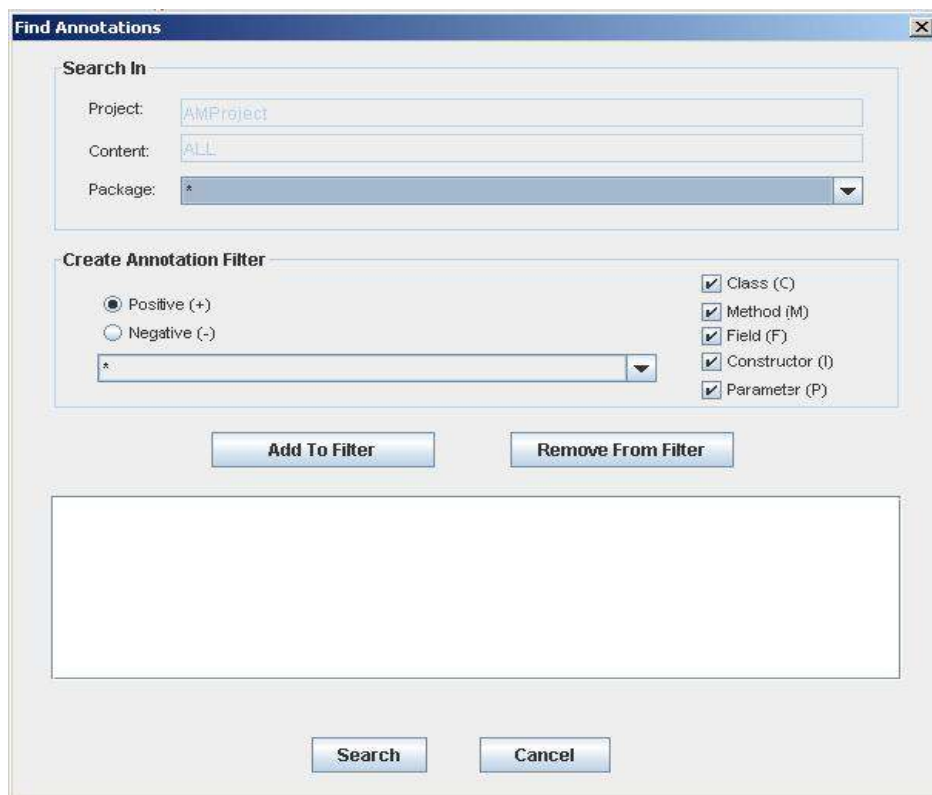 Find Annotations
Search In
Project: AMProject
Content: ALL
Package: *
Create Annotation Filter
Positive (+)
Negative (-)
*
Class (C)
Method (M)
Field (F)
Constructor (I)
Parameter (P)
Add To Filter Remove From Filter
Search Cancel